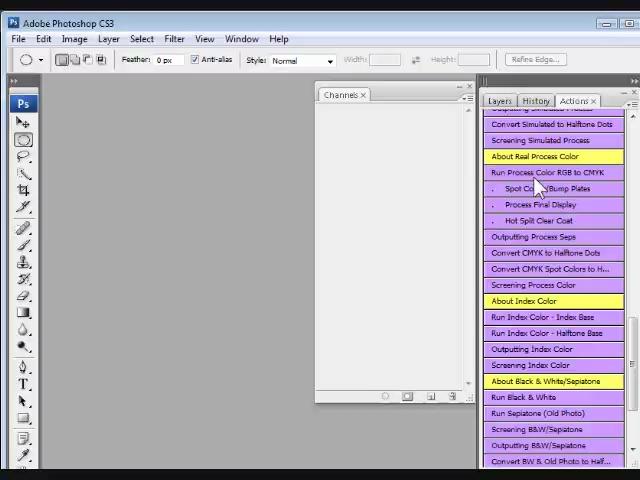 Ps Adobe Photoshop CS3
File Edit Image Layer Select Filter View Window Help
Feather: 0 px Anti-alias Style: Normal Width: Height: Refine Edge...
Ps
Channels ×
Layers History Actions ×
Outputting Simulated Process
Convert Simulated to Halftone Dots
Screening Simulated Process
About Real Process Color
Run Process Color RGB to CMYK
. Spot /Bump Plates
. Process Final Display
. Hot Split Clear Coat
Outputting Process Seps
Convert CMYK to Halftone Dots
Convert CMYK Spot Colors to H...
Screening Process Color
About Index Color
Run Index Color - Index Base
Run Index Color - Halftone Base
Outputting Index Color
Screening Index Color
About Black & White/Sepiatone
Run Black & White
Run Sepiatone (Old Photo)
Screening B&W/Sepiatone
Outputting B&W/Sepiatone
Convert BW & Old Photo to Half...
T